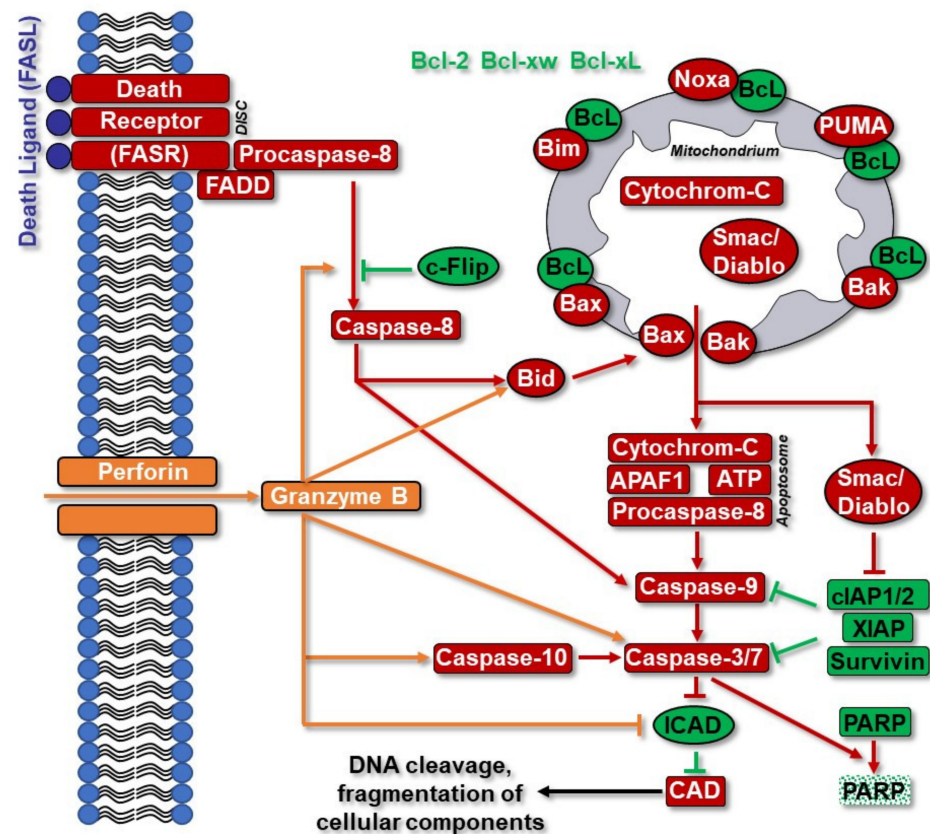 Death Ligand (FASL)
Death
Receptor
(FASR)
DISC
Procaspase-8
FADD
c-Flip
Caspase-8
Bid
Perforin
Granzyme B
Bcl-2 Bcl-xw Bcl-xL
Noxa
BcL
BcL
Bim
PUMA
BcL
Mitochondrium
Cytochrom-C
Smac/
Diablo
BcL
Bax
BcL
Bak
Bax
Bak
Cytochrom-C
APAF1
ATP
Procaspase-8
Apoptosome
Smac/
Diablo
Caspase-9
cIAP1/2
XIAP
Survivin
Caspase-10
Caspase-3/7
ICAD
CAD
PARP
PARP
DNA cleavage,
fragmentation of
cellular components